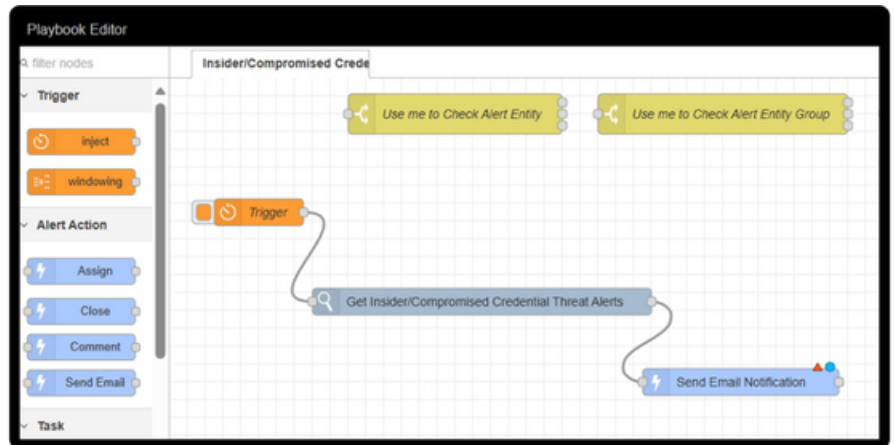 Playbook Editor
filter nodes
Insider/Compromised Crede
Trigger
inject
windowing
Alert Action
Assign
Close
Comment
Send Email
Task
Use me to Check Alert Entity
Use me to Check Alert Entity Group
Trigger
Get Insider/Compromised Credential Threat Alerts
Send Email Notification